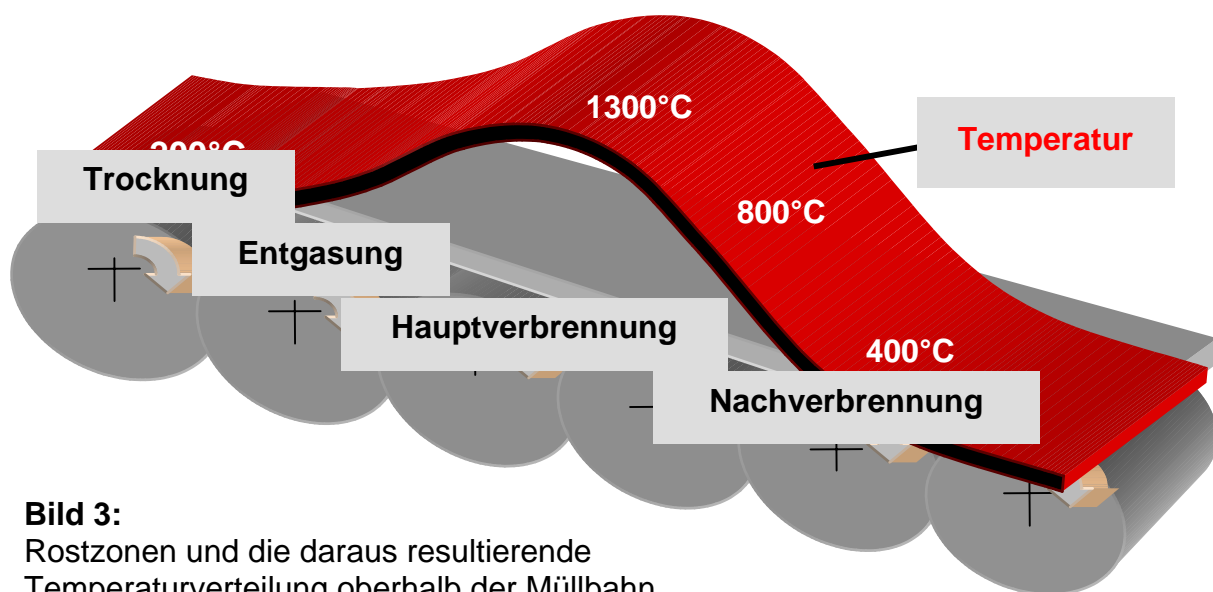 1300°C
Temperatur
Trocknung
800°C
Entgasung
Hauptverbrennung
400°C
Nachverbrennung
Bild 3:
Rostzonen und die daraus resultierende
Temperaturverteilung oberhalb der Müllbahn